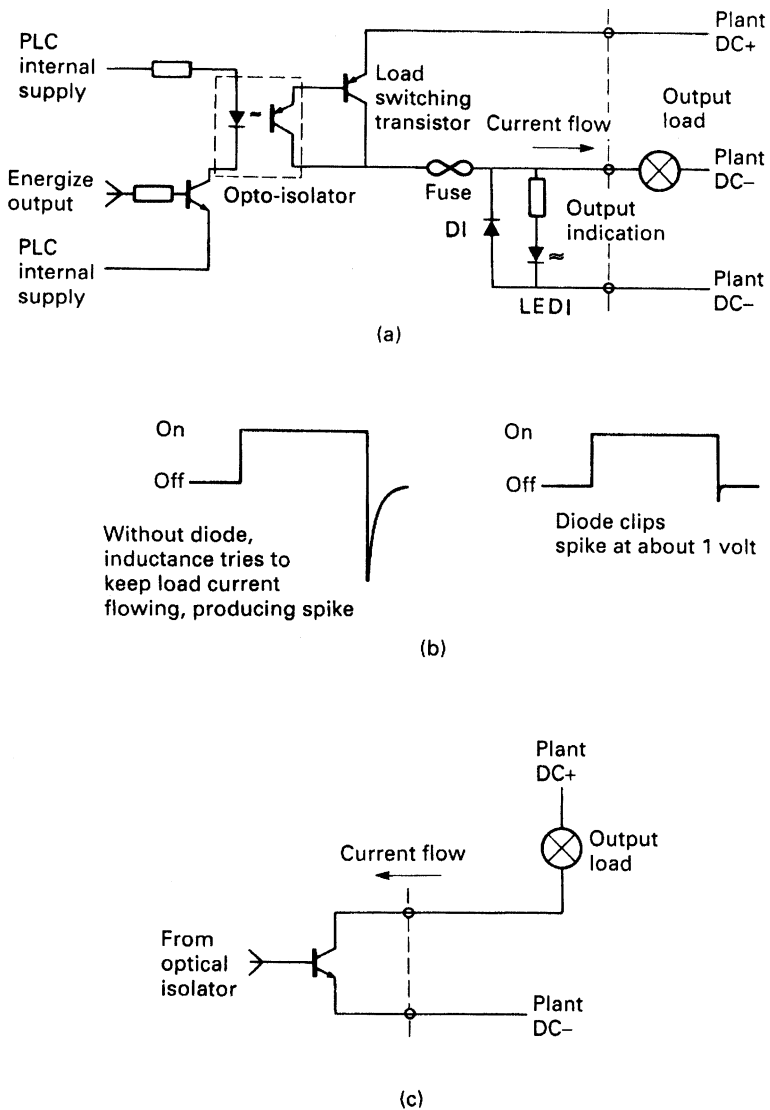 PLC
internal
supply
Energize
output
PLC
internal
supply
Opto-isolator
Load
switching
transistor
Current flow
Fuse
DI
Output
indication
LEDI
Output
load
Plant
DC+
Plant
DC–
Plant
DC–
(a)
On
Off
Without diode,
inductance tries to
keep load current
flowing, producing spike
On
Off
Diode clips
spike at about 1 volt
(b)
Plant
DC+
Output
load
Current flow
From
optical
isolator
Plant
DC–
(c)